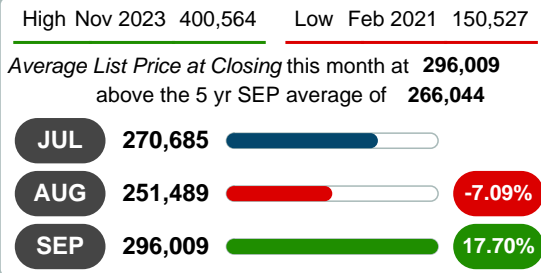 High Nov 2023 400,564 Low Feb 2021 150,527
Average List Price at Closing this month at 296,009
above the 5 yr SEP average of 266,044
JUL 270,685
AUG 251,489 -7.09%
SEP 296,009 17.70%